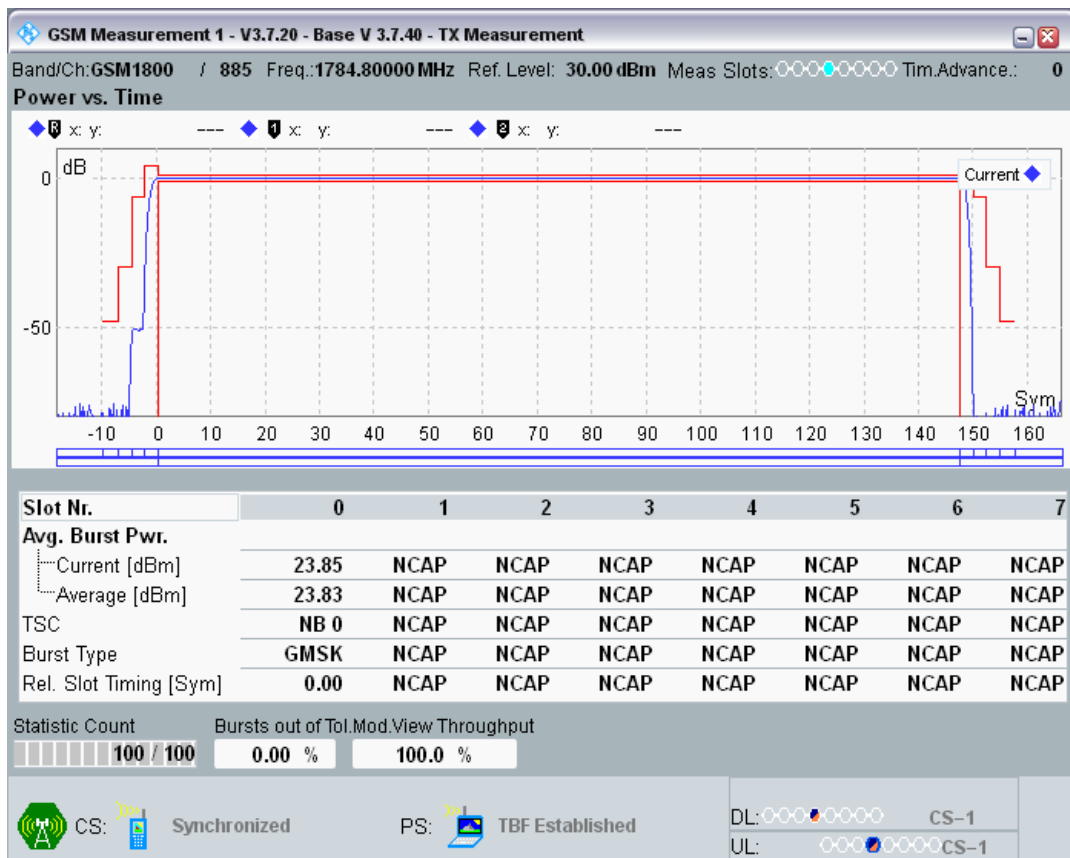 GSM Measurement 1 - V3.7.20 - Base V 3.7.40 - TX Measurement
Band/Ch:GSM1800 / 885 Freq.:1784.80000 MHz Ref. Level: 30.00 dBm Meas Slots: Tim.Advance.: 0
Power vs. Time
R x: y: --- 1 x: y: --- 2 x: y: ---
dB
Current
0
-50
Sym
-10 0 10 20 30 40 50 60 70 80 90 100 110 120 130 140 150 160
Slot Nr. 0 1 2 3 4 5 6 7
Avg. Burst Pwr.
Current [dBm] 23.85 NCAP NCAP NCAP NCAP NCAP NCAP NCAP
Average [dBm] 23.83 NCAP NCAP NCAP NCAP NCAP NCAP NCAP
TSC NB 0 NCAP NCAP NCAP NCAP NCAP NCAP NCAP
Burst Type GMSK NCAP NCAP NCAP NCAP NCAP NCAP NCAP
Rel. Slot Timing [Sym] 0.00 NCAP NCAP NCAP NCAP NCAP NCAP NCAP
Statistic Count Bursts out of Tol.Mod.View Throughput
100 / 100 0.00 % 100.0 %
CS: Synchronized PS: TBF Established DL: CS-1
UL: CS-1